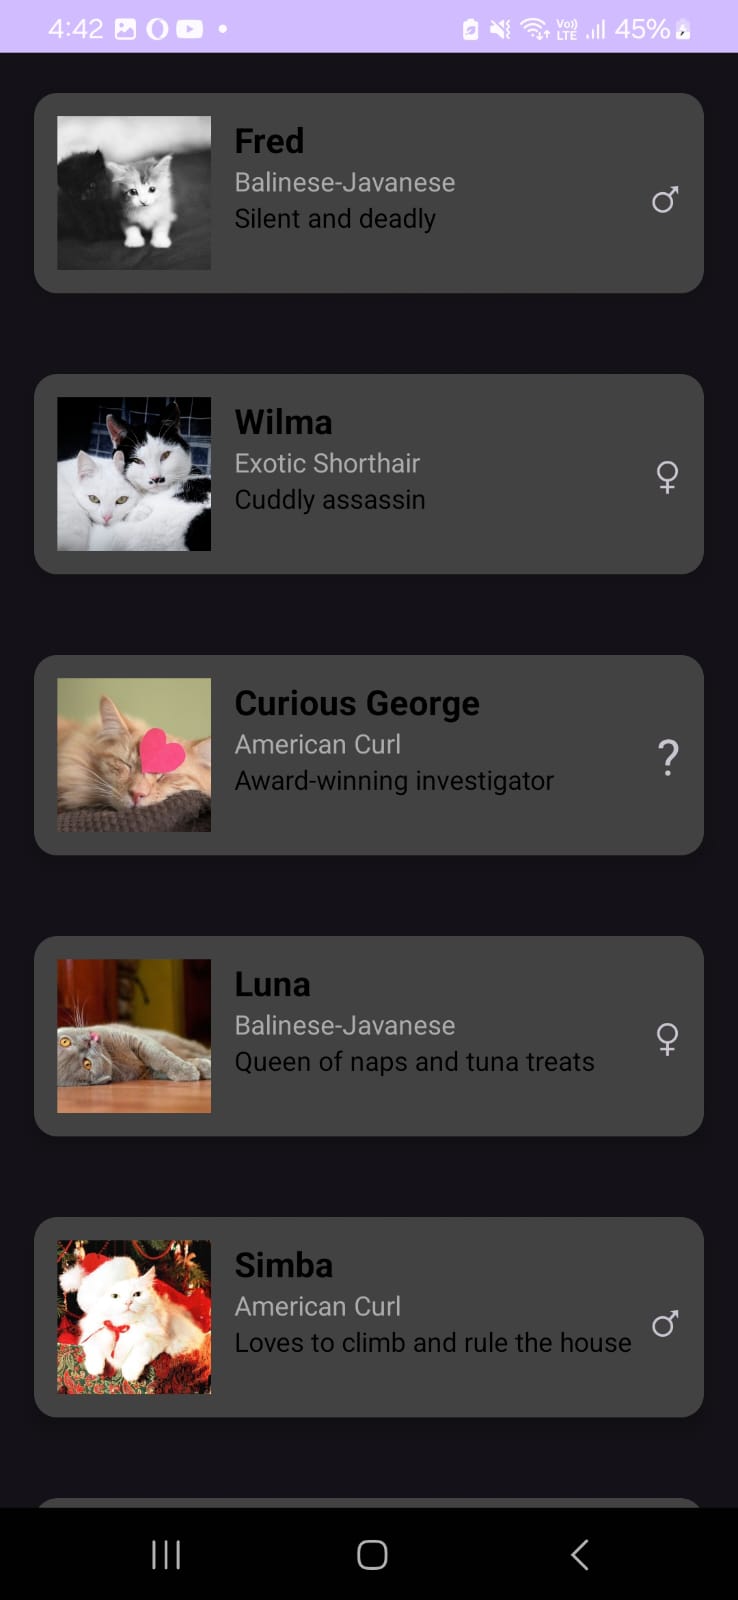 4:42 Vo)) LTE 45%
Fred
Balinese-Javanese
Silent and deadly
♂
Wilma
Exotic Shorthair
Cuddly assassin
♀
Curious George
American Curl
Award-winning investigator
?
Luna
Balinese-Javanese
Queen of naps and tuna treats
♀
Simba
American Curl
Loves to climb and rule the house
♂